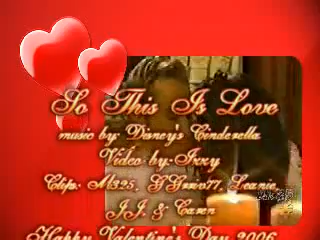 So This Is Love
music by: Disney's Cinderella
Video by: Ixxy
Clips: M325, GGrrv77, Leanie,
J.J. & Caren
Happy Valentine's Day 2006